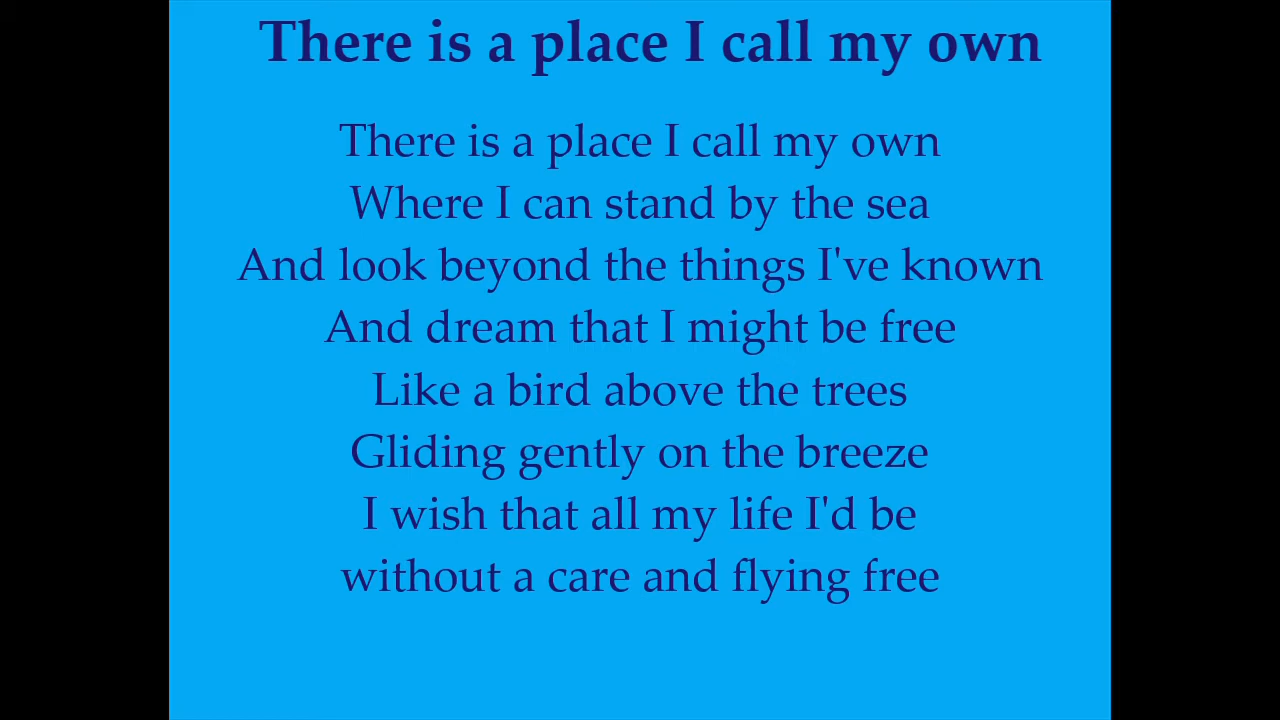 There is a place I call my own
There is a place I call my own
Where I can stand by the sea
And look beyond the things I've known
And dream that I might be free
Like a bird above the trees
Gliding gently on the breeze
I wish that all my life I'd be
without a care and flying free